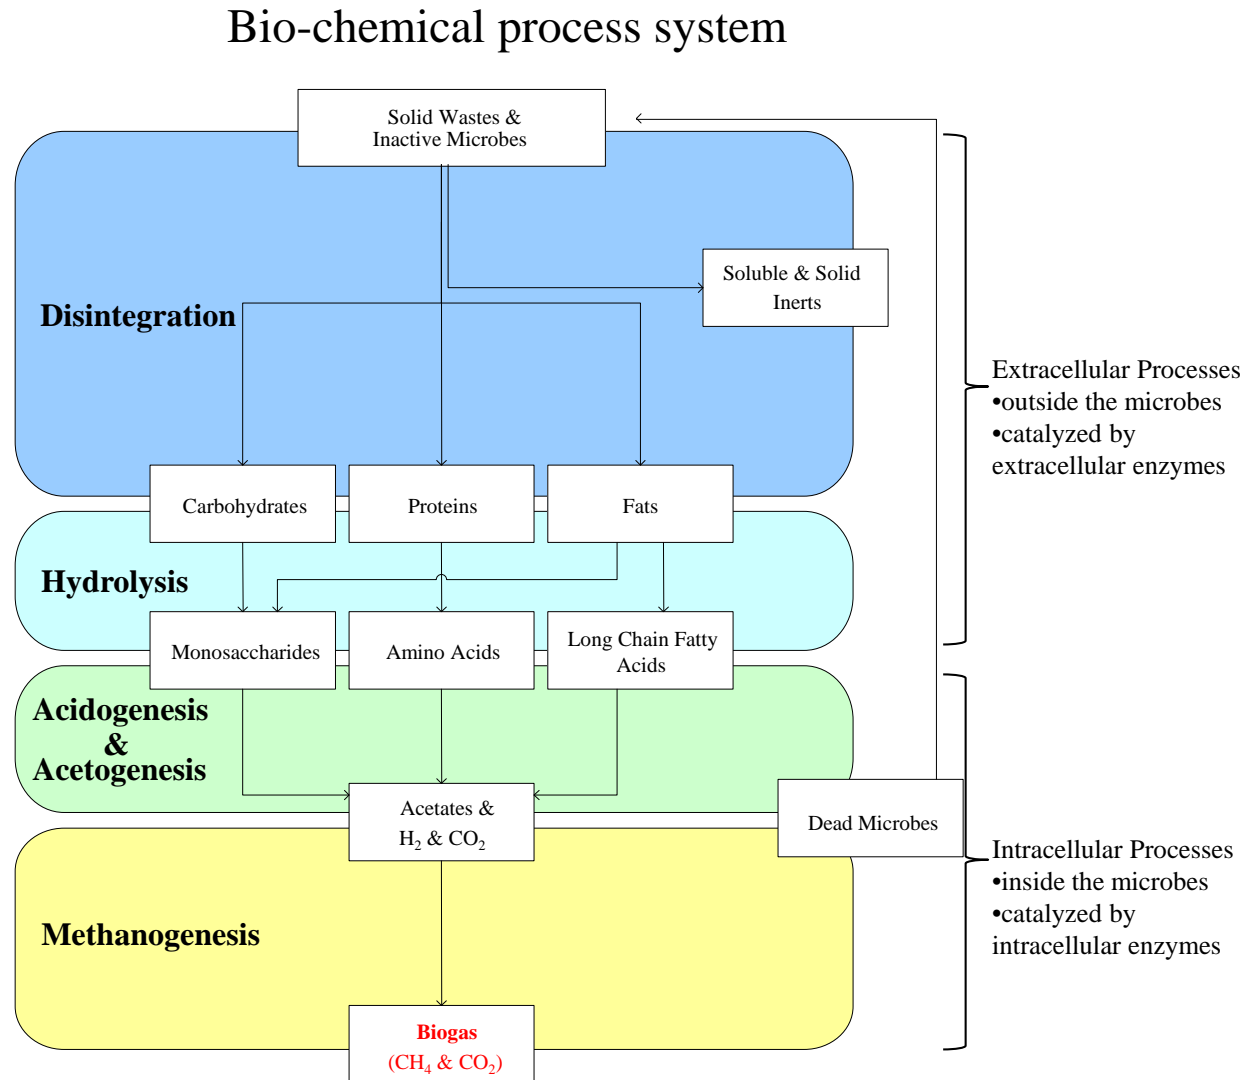 Bio-chemical process system
Solid Wastes &
Inactive Microbes
Soluble & Solid
Inerts
Disintegration
Extracellular Processes
•outside the microbes
•catalyzed by
extracellular enzymes
Carbohydrates
Proteins
Fats
Hydrolysis
Monosaccharides
Amino Acids
Long Chain Fatty
Acids
Acidogenesis
&
Acetogenesis
Acetates &
H₂ & CO₂
Dead Microbes
Intracellular Processes
•inside the microbes
•catalyzed by
intracellular enzymes
Methanogenesis
Biogas
(CH₄ & CO₂)